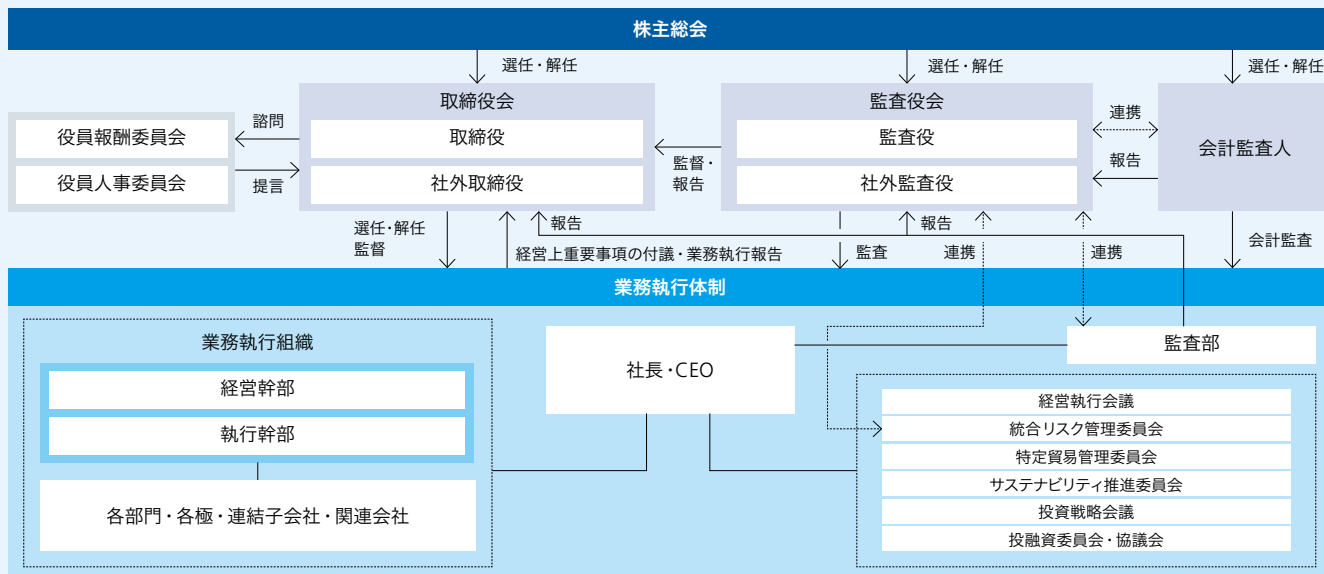 株主総会
選任・解任
選任・解任
選任・解任
取締役会
取締役
社外取締役
監査役会
監査役
社外監査役
会計監査人
役員報酬委員会
役員人事委員会
諮問
提言
監督・
報告
連携
報告
選任・解任
監督
報告
経営上重要事項の付議・業務執行報告
監査
報告
連携
連携
会計監査
業務執行体制
業務執行組織
経営幹部
執行幹部
各部門・各極・連結子会社・関連会社
社長・CEO
監査部
経営執行会議
統合リスク管理委員会
特定貿易管理委員会
サステナビリティ推進委員会
投資戦略会議
投融資委員会・協議会